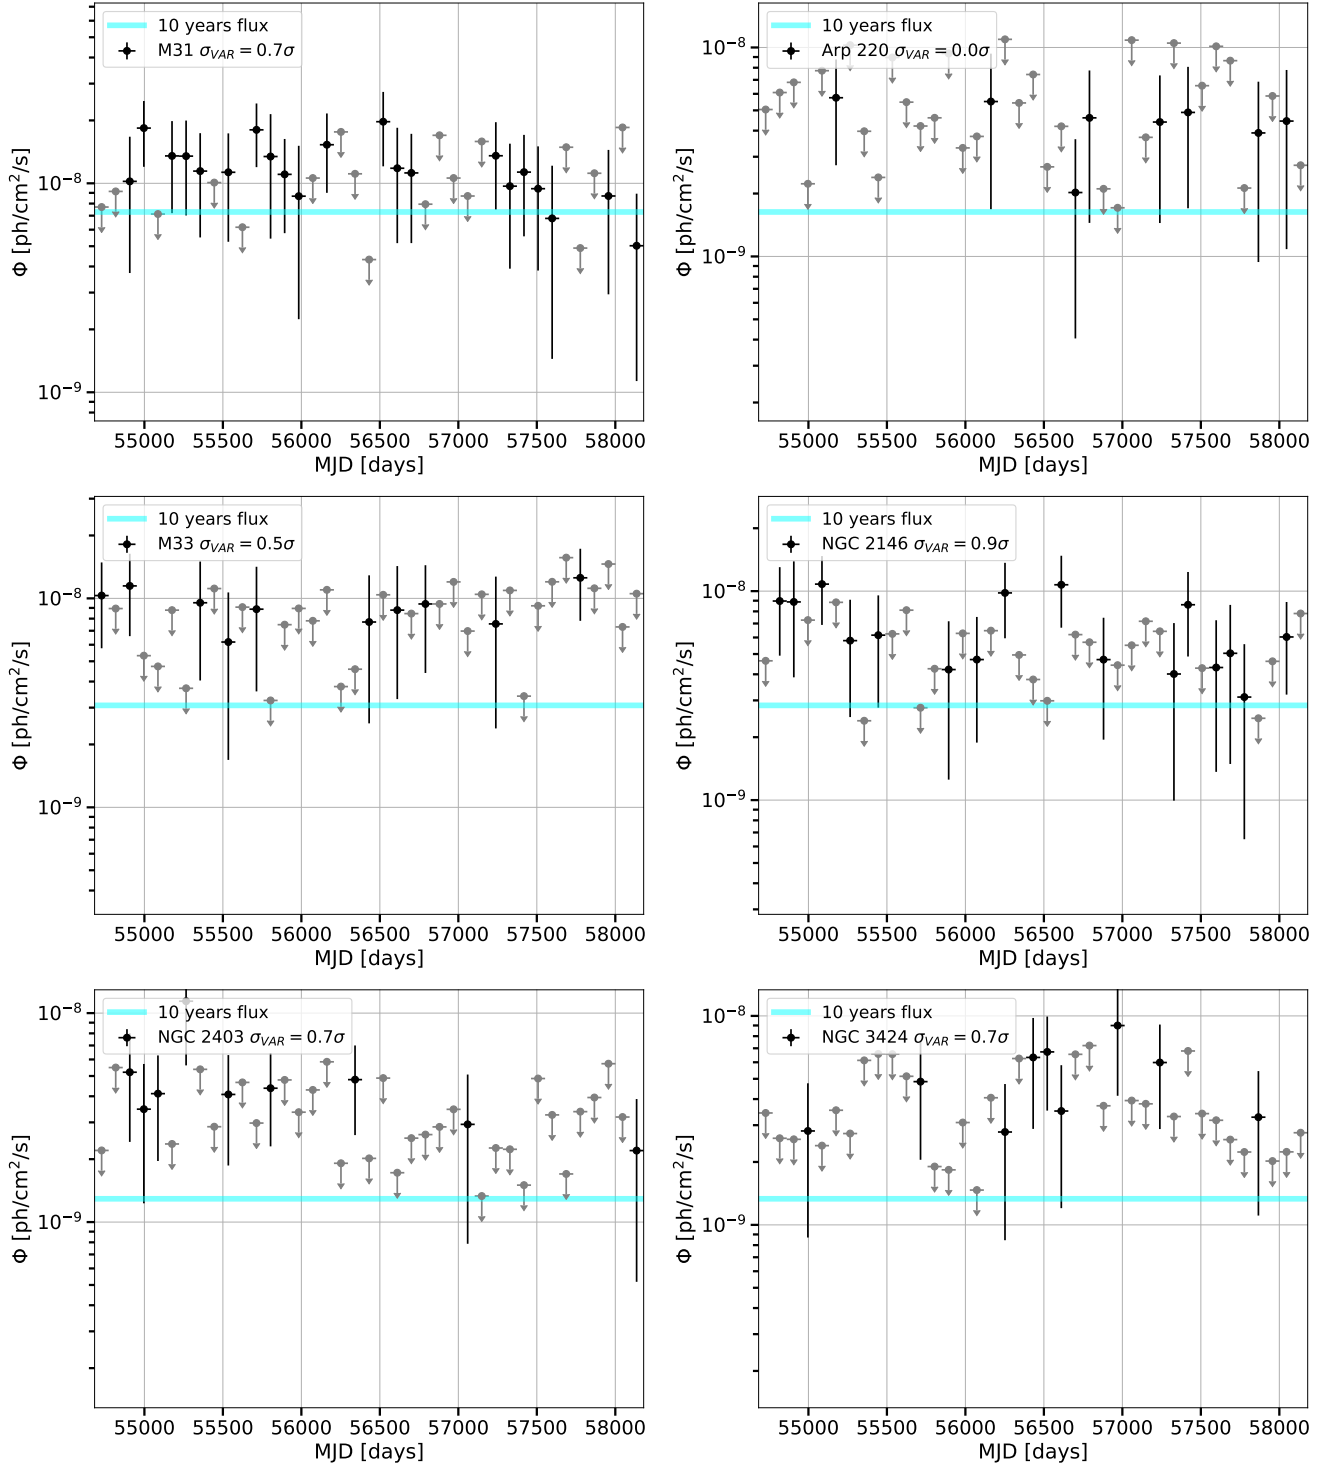 10 years flux
M31 σ_VAR = 0.7σ
10⁻⁸
10⁻⁹
Φ [ph/cm²/s]
55000 55500 56000 56500 57000 57500 58000
MJD [days]
10 years flux
Arp 220 σ_VAR = 0.0σ
10⁻⁸
10⁻⁹
Φ [ph/cm²/s]
55000 55500 56000 56500 57000 57500 58000
MJD [days]
10 years flux
M33 σ_VAR = 0.5σ
10⁻⁸
10⁻⁹
Φ [ph/cm²/s]
55000 55500 56000 56500 57000 57500 58000
MJD [days]
10 years flux
NGC 2146 σ_VAR = 0.9σ
10⁻⁸
10⁻⁹
Φ [ph/cm²/s]
55000 55500 56000 56500 57000 57500 58000
MJD [days]
10 years flux
NGC 2403 σ_VAR = 0.7σ
10⁻⁸
10⁻⁹
Φ [ph/cm²/s]
55000 55500 56000 56500 57000 57500 58000
MJD [days]
10 years flux
NGC 3424 σ_VAR = 0.7σ
10⁻⁸
10⁻⁹
Φ [ph/cm²/s]
55000 55500 56000 56500 57000 57500 58000
MJD [days]